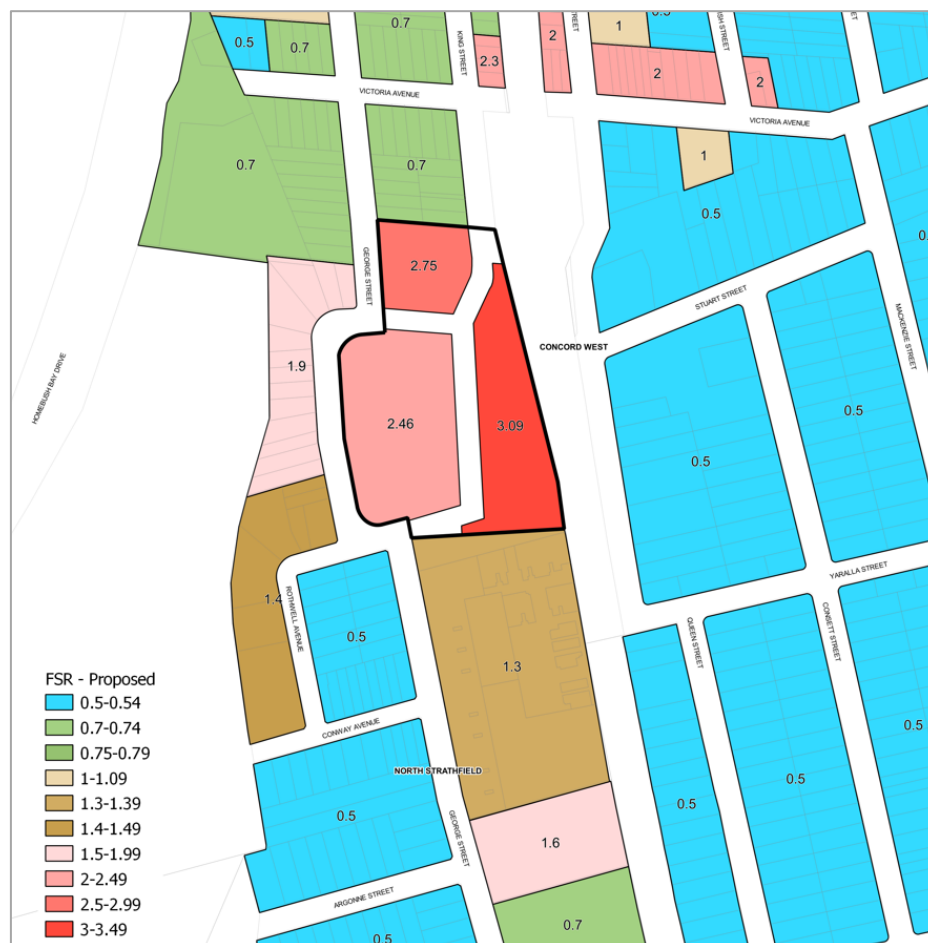 0.5
0.7
0.7
KING STREET
2.3
2
STREET
1
0.5
2
SH STREET
2
VICTORIA AVENUE
VICTORIA AVENUE
0.7
0.7
1
0.5
GEORGE STREET
2.75
STUART STREET
MACKENZIE STREET
CONCORD WEST
HOMEBUSH BAY DRIVE
1.9
2.46
3.09
0.5
0.5
YARALLA STREET
1.4
ROTHWELL AVENUE
0.5
1.3
QUEEN STREET
CONSETT STREET
FSR - Proposed
0.5-0.54
0.7-0.74
0.75-0.79
1-1.09
1.3-1.39
1.4-1.49
1.5-1.99
2-2.49
2.5-2.99
3-3.49
CONWAY AVENUE
NORTH STRATHFIELD
0.5
GEORGE STREET
0.5
0.5
0.5
1.6
ARGONNE STREET
0.7
0.5